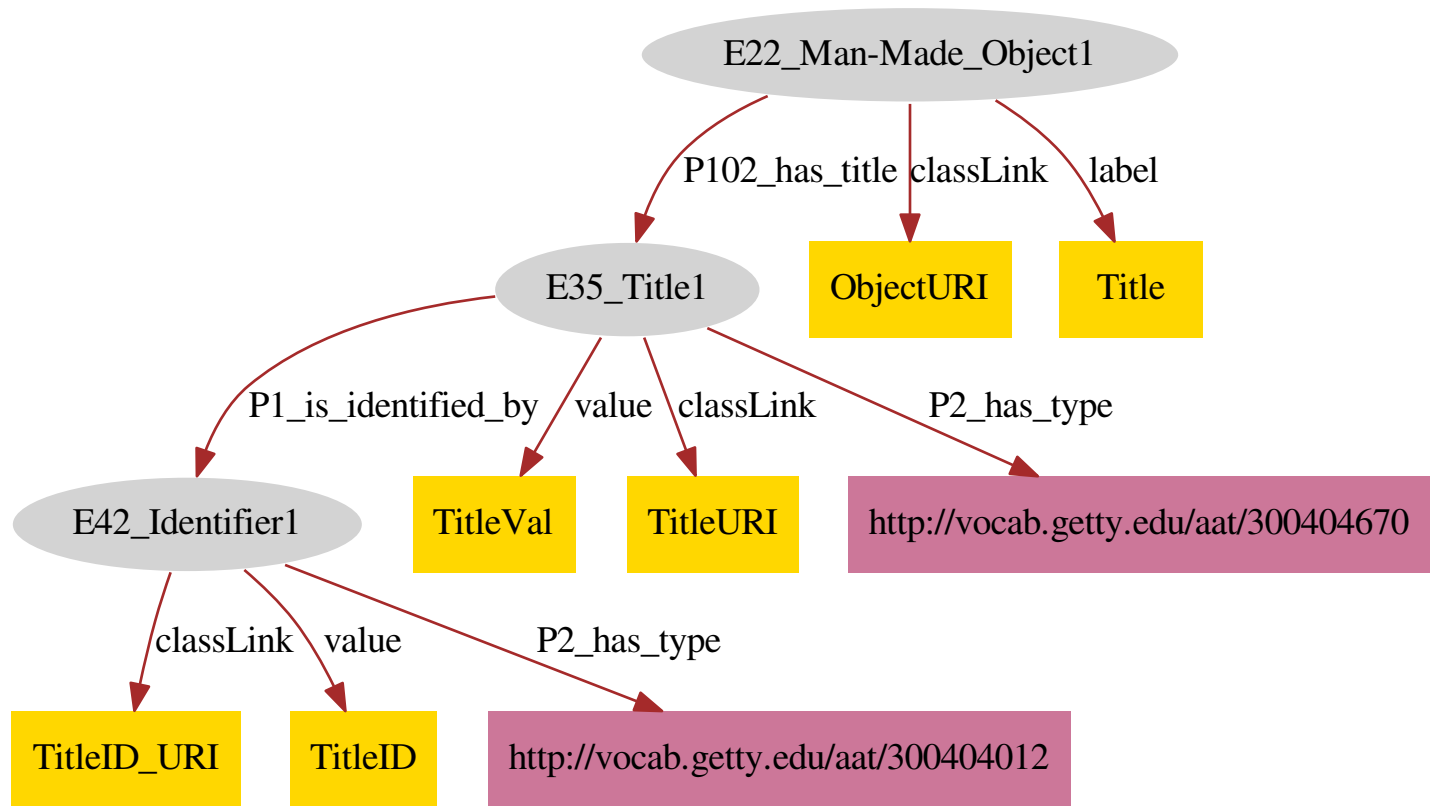 E22_Man-Made_Object1
P102_has_title
classLink
label
E35_Title1
ObjectURI
Title
P1_is_identified_by
value
classLink
P2_has_type
E42_Identifier1
TitleVal
TitleURI
http://vocab.getty.edu/aat/300404670
classLink
value
P2_has_type
TitleID_URI
TitleID
http://vocab.getty.edu/aat/300404012